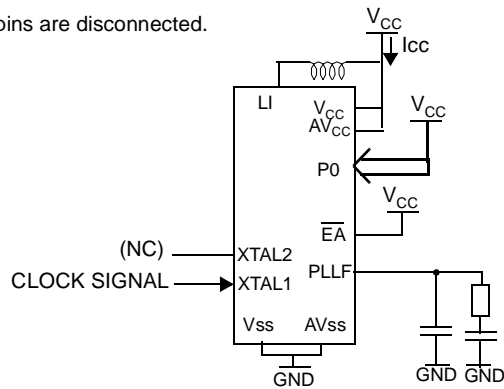 pins are disconnected.
VCC
Icc
LI
VCC
AVCC
VCC
P0
VCC
EA
(NC)
XTAL2
PLLF
CLOCK SIGNAL
XTAL1
Vss
AVss
GND
GND
GND